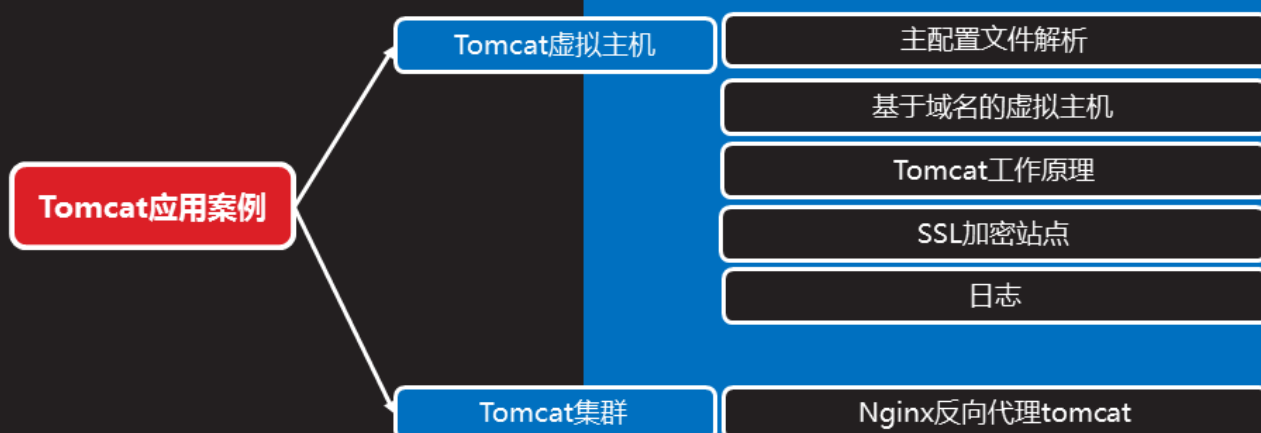 Tomcat应用案例
Tomcat虚拟主机
主配置文件解析
基于域名的虚拟主机
Tomcat工作原理
SSL加密站点
日志
Tomcat集群
Nginx反向代理tomcat